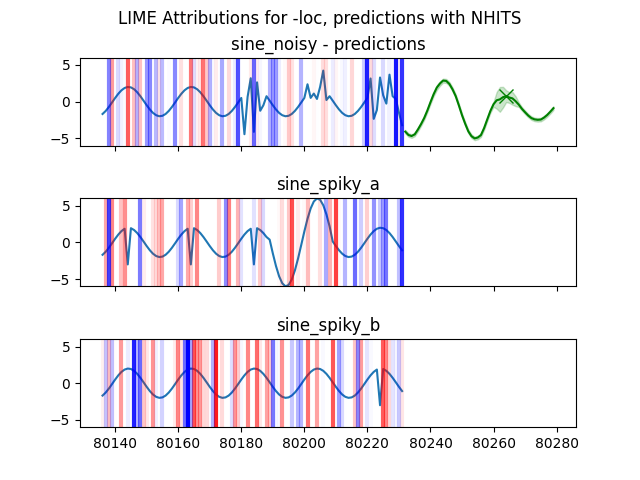 LIME Attributions for -loc, predictions with NHITS
sine_noisy - predictions
5
0
−5
sine_spiky_a
5
0
−5
sine_spiky_b
5
0
−5
80140 80160 80180 80200 80220 80240 80260 80280